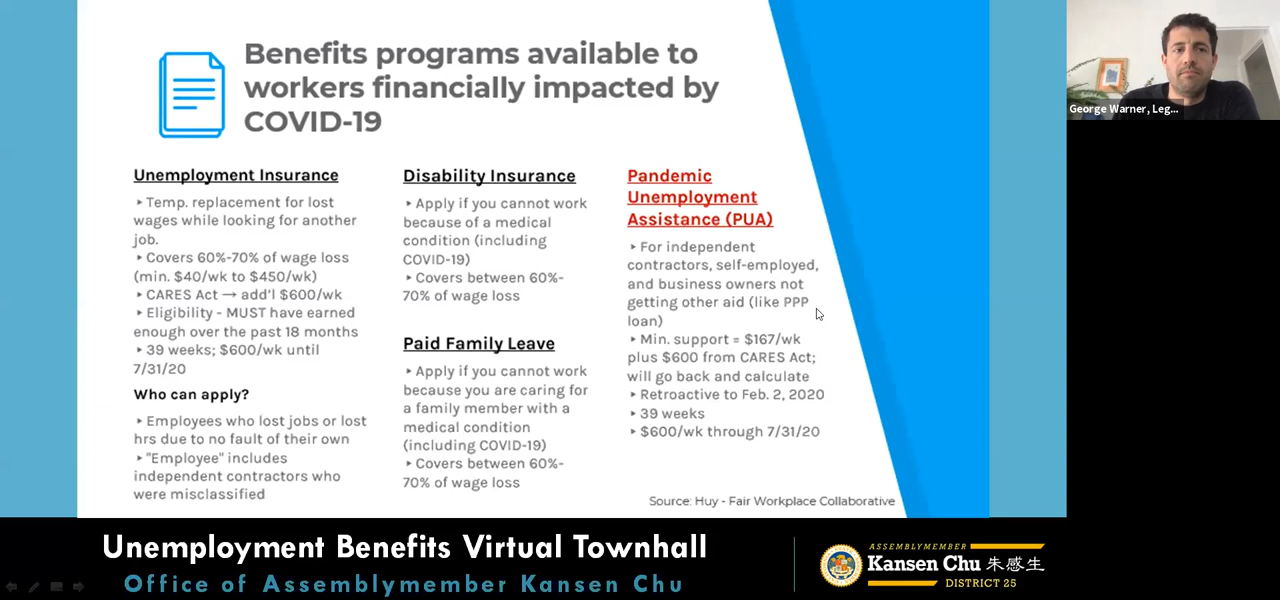 Benefits programs available to
workers financially impacted by
COVID-19
Unemployment Insurance
‣ Temp. replacement for lost
wages while looking for another
job.
‣ Covers 60%-70% of wage loss
(min. $40/wk to $450/wk)
‣ CARES Act → add'l $600/wk
‣ Eligibility - MUST have earned
enough over the past 18 months
‣ 39 weeks; $600/wk until
7/31/20
Who can apply?
‣ Employees who lost jobs or lost
hrs due to no fault of their own
‣ "Employee" includes
independent contractors who
were misclassified
Disability Insurance
‣ Apply if you cannot work
because of a medical
condition (including
COVID-19)
‣ Covers between 60%-
70% of wage loss
Paid Family Leave
‣ Apply if you cannot work
because you are caring for
a family member with a
medical condition
(including COVID-19)
‣ Covers between 60%-
70% of wage loss
Pandemic
Unemployment
Assistance (PUA)
‣ For independent
contractors, self-employed,
and business owners not
getting other aid (like PPP
loan)
‣ Min. support = $167/wk
plus $600 from CARES Act;
will go back and calculate
‣ Retroactive to Feb. 2, 2020
‣ 39 weeks
‣ $600/wk through 7/31/20
Source: Huy - Fair Workplace Collaborative
George Warner, Leg...
Unemployment Benefits Virtual Townhall
Office of Assemblymember Kansen Chu
ASSEMBLYMEMBER
Kansen Chu 朱感生
DISTRICT 25